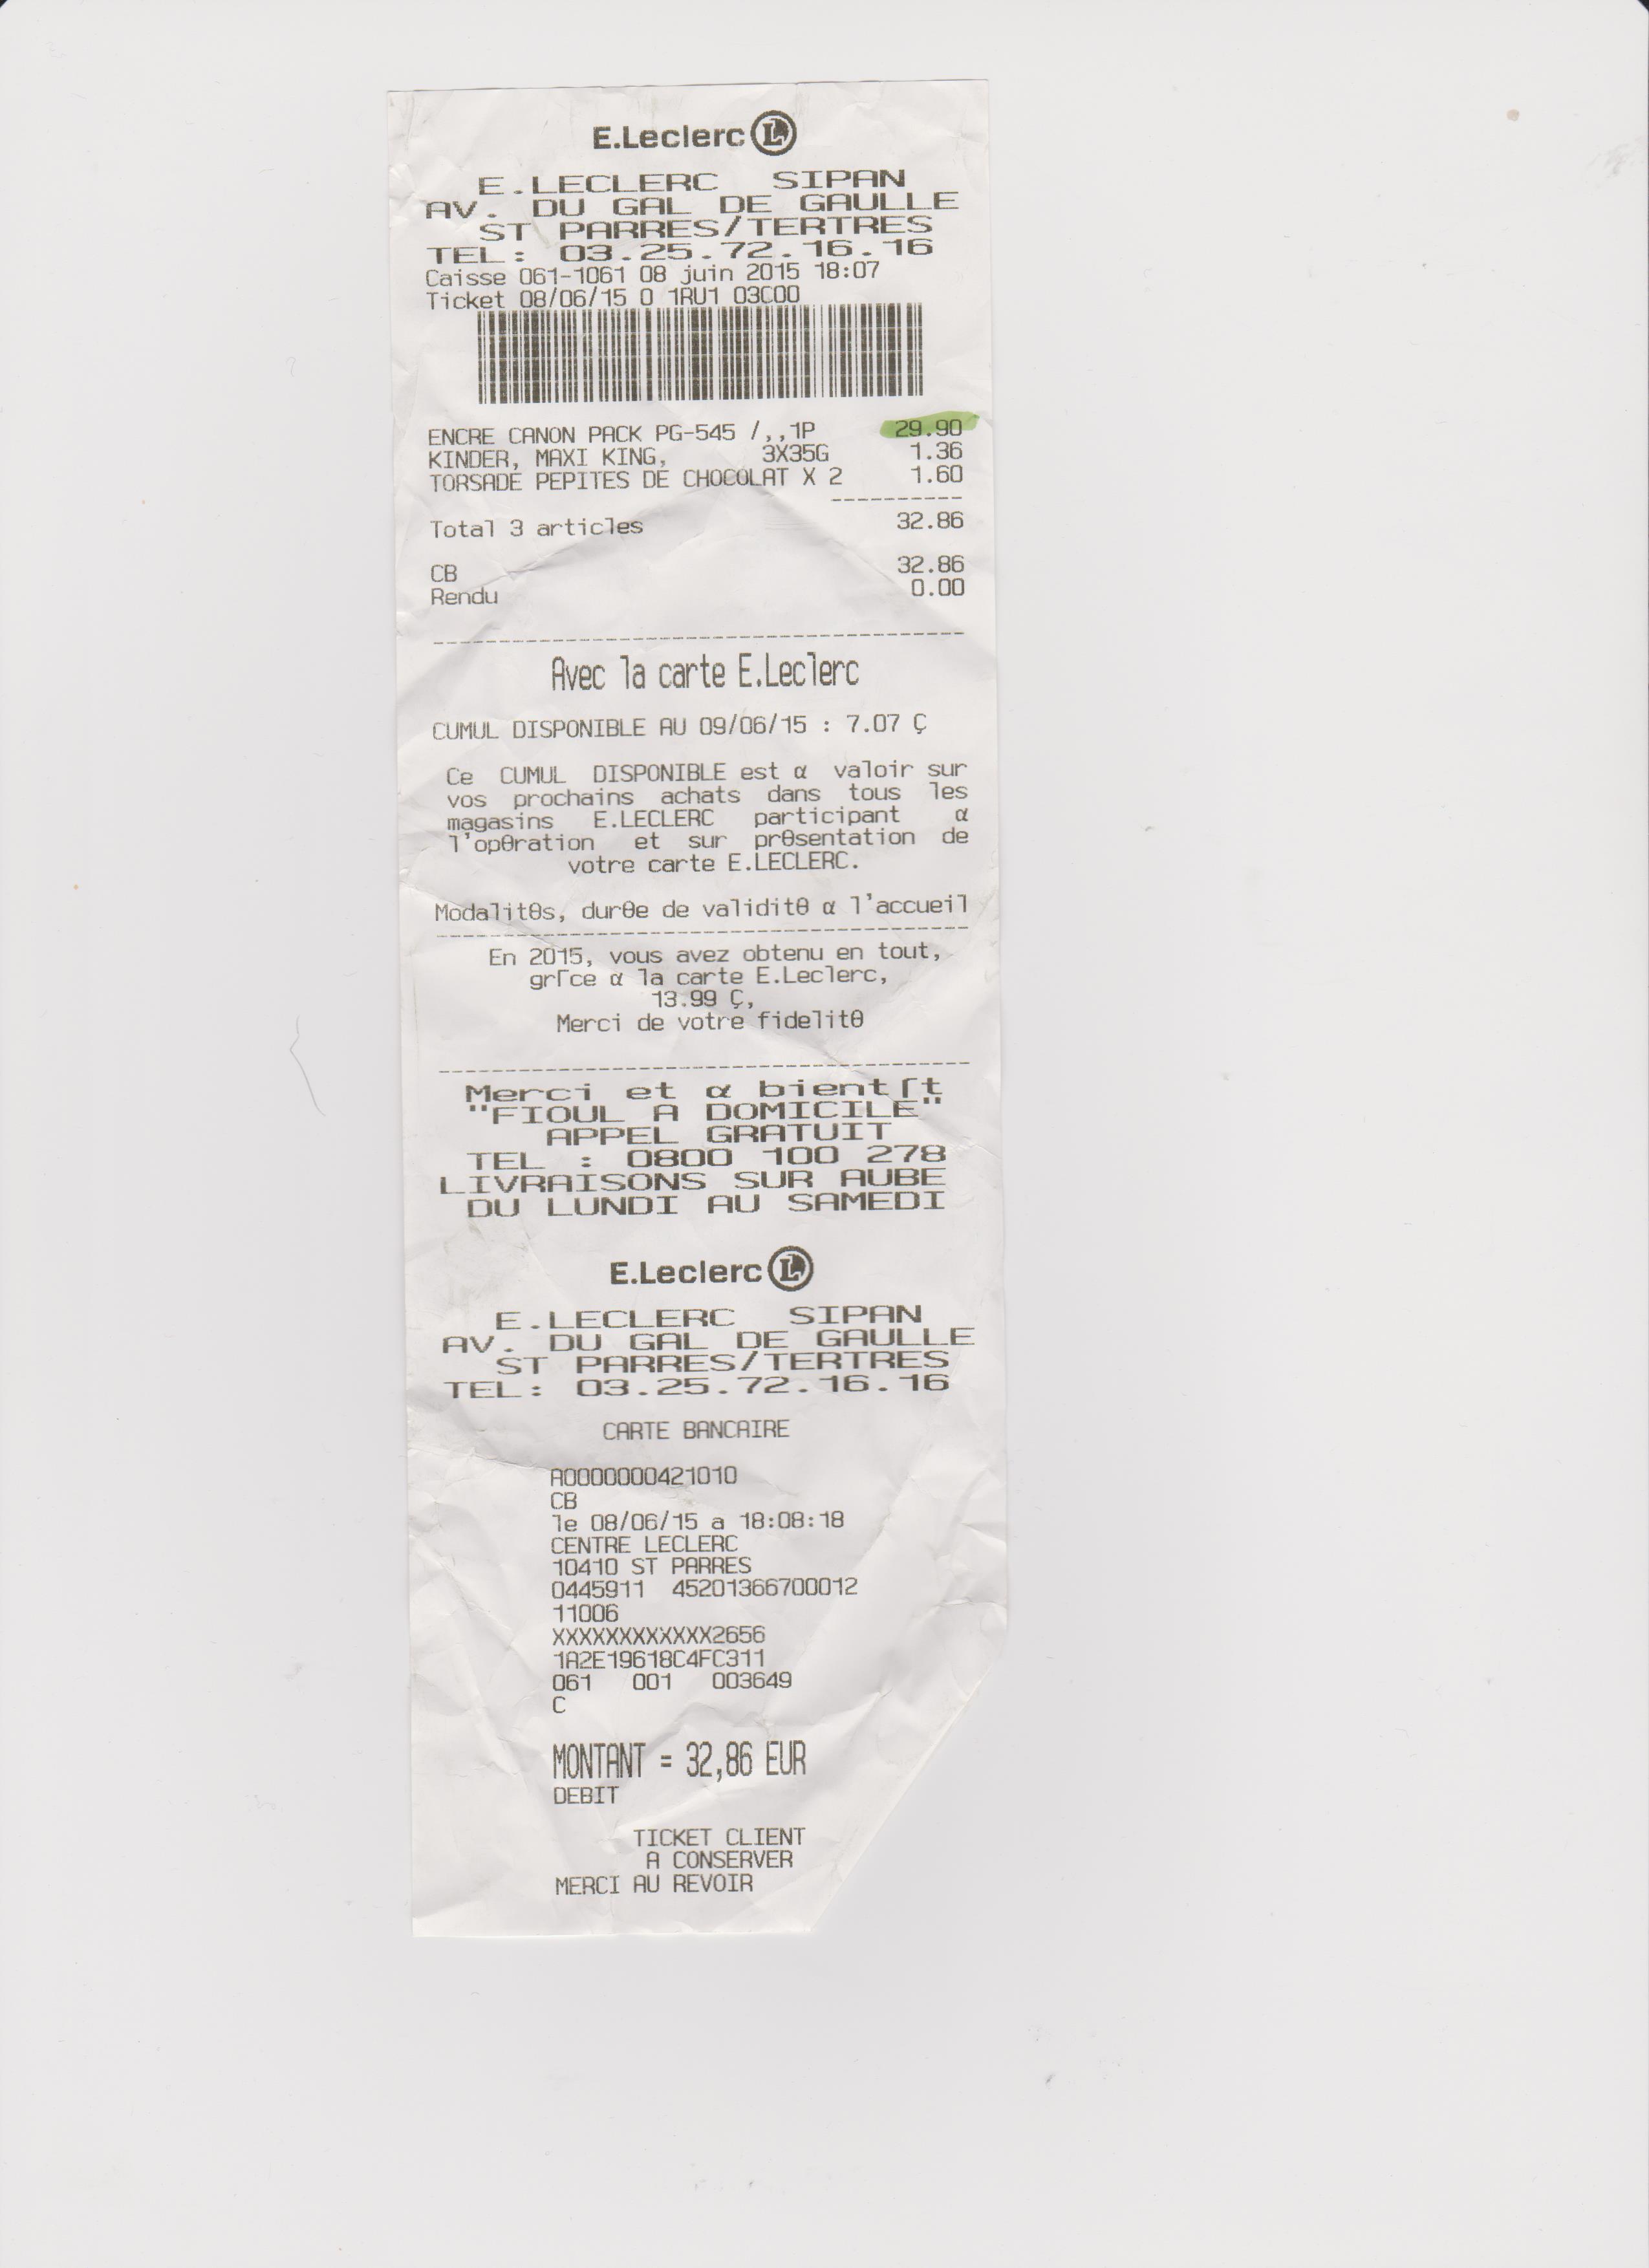 E.Leclerc L
E.LECLERC SIPAN
AV. DU GAL DE GAULLE
ST PARRES/TERTRES
TEL: 03.25.72.16.16
Caisse 061-1061 08 juin 2015 18:07
Ticket 08/06/15 0 1RU1 03C00
ENCRE CANON PACK PG-545 /,,1P 29.90
KINDER, MAXI KING, 3X35G 1.36
TORSADE PEPITES DE CHOCOLAT X 2 1.60
----------
Total 3 articles 32.86
CB 32.86
Rendu 0.00
----------------------------------------
Avec la carte E.Leclerc
CUMUL DISPONIBLE AU 09/06/15 : 7.07 Ç
Ce CUMUL DISPONIBLE est α valoir sur
vos prochains achats dans tous les
magasins E.LECLERC participant α
l'opΘration et sur prΘsentation de
votre carte E.LECLERC.
ModalitΘs, durΘe de validitΘ α l'accueil
----------------------------------------
En 2015, vous avez obtenu en tout,
grΓce α la carte E.Leclerc,
13.99 Ç,
Merci de votre fidelitΘ
----------------------------------------
Merci et α bient⌠t
"FIOUL A DOMICILE"
APPEL GRATUIT
TEL : 0800 100 278
LIVRAISONS SUR AUBE
DU LUNDI AU SAMEDI
E.Leclerc L
E.LECLERC SIPAN
AV. DU GAL DE GAULLE
ST PARRES/TERTRES
TEL: 03.25.72.16.16
CARTE BANCAIRE
A0000000421010
CB
le 08/06/15 a 18:08:18
CENTRE LECLERC
10410 ST PARRES
0445911 45201366700012
11006
XXXXXXXXXXXX2656
1A2E19618C4FC311
061 001 003649
C
MONTANT = 32,86 EUR
DEBIT
TICKET CLIENT
A CONSERVER
MERCI AU REVOIR